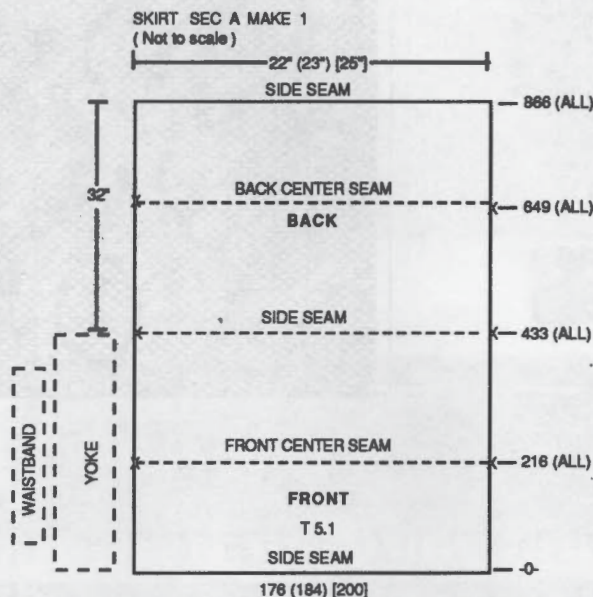 SKIRT SEC A MAKE 1
( Not to scale )
22" (23") [25"]
SIDE SEAM
866 (ALL)
32"
BACK CENTER SEAM
649 (ALL)
BACK
SIDE SEAM
433 (ALL)
WAISTBAND
YOKE
FRONT CENTER SEAM
216 (ALL)
FRONT
T 5.1
SIDE SEAM
-0-
176 (184) [200]